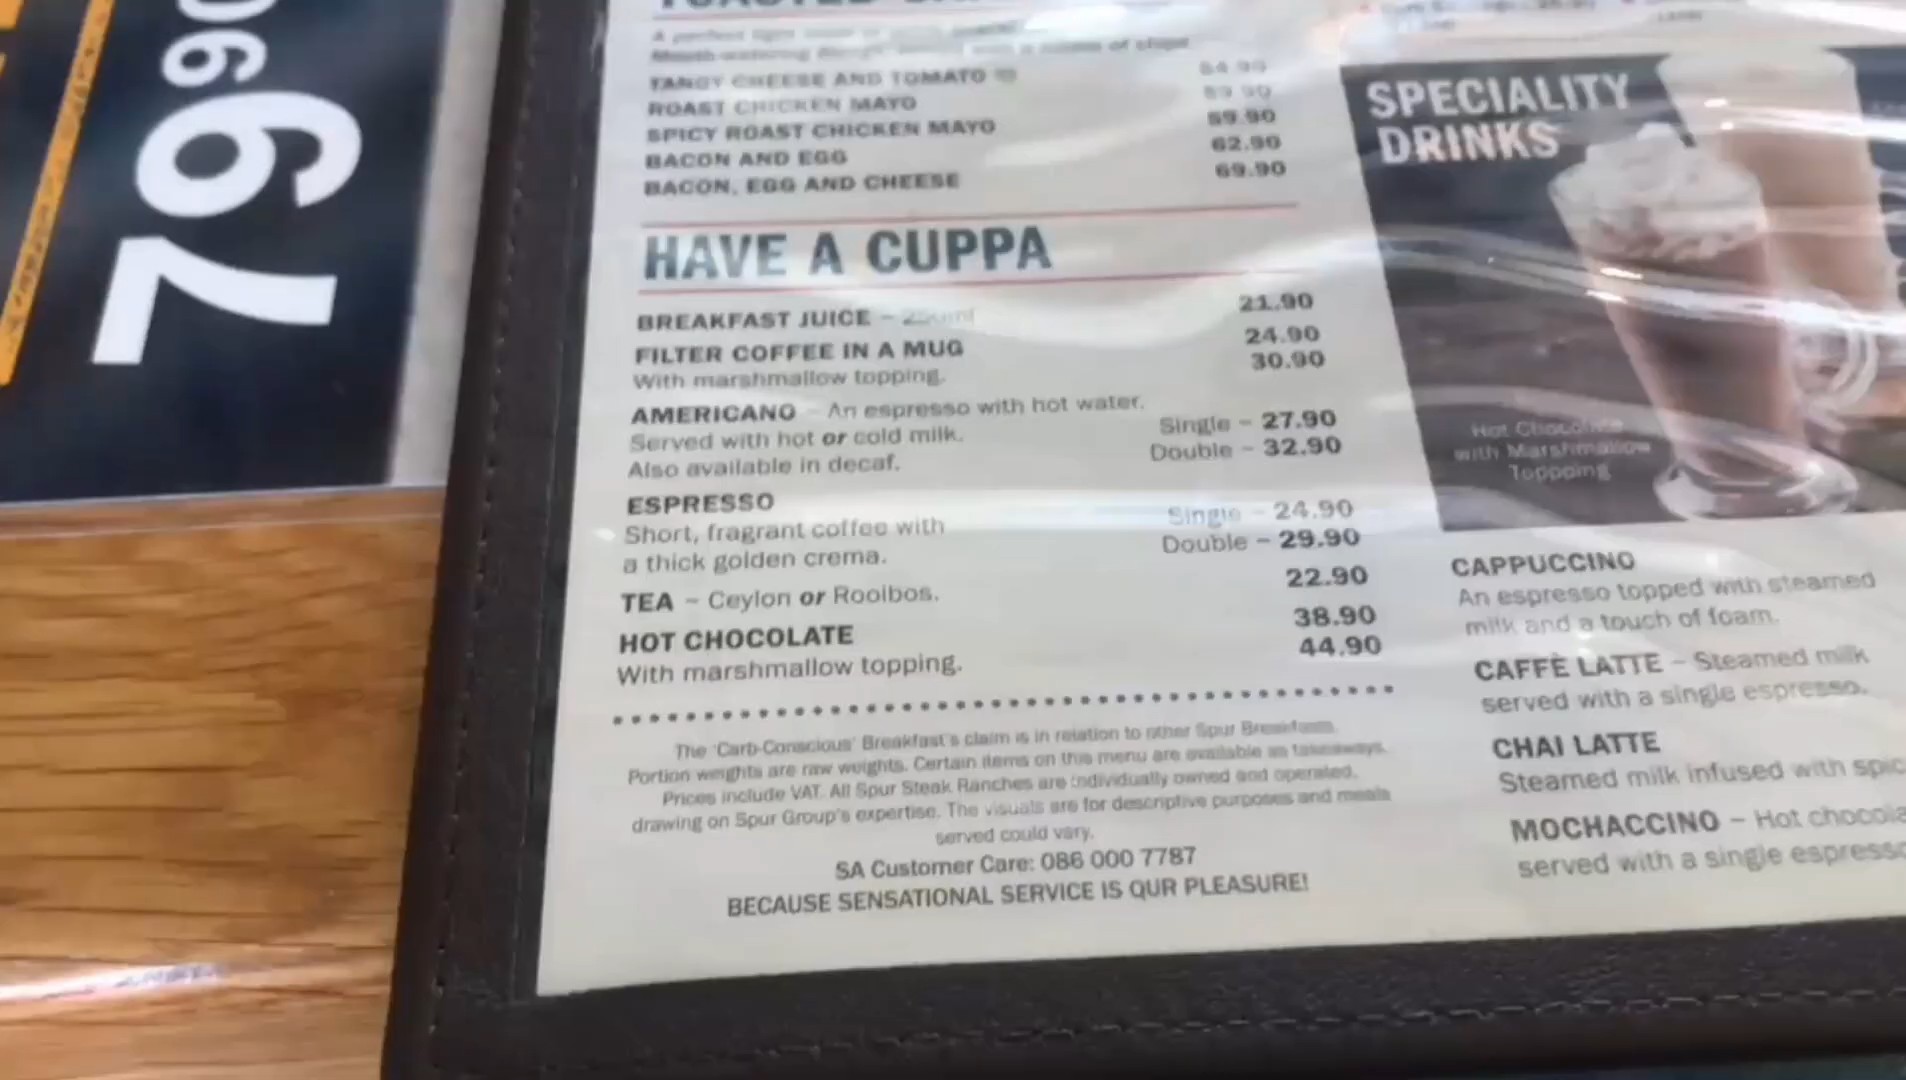 79 90
TANGY CHEESE AND TOMATO 54.90
ROAST CHICKEN MAYO 59.90
SPICY ROAST CHICKEN MAYO 59.90
BACON AND EGG 62.90
BACON, EGG AND CHEESE 69.90
HAVE A CUPPA
BREAKFAST JUICE – 21.90
FILTER COFFEE IN A MUG 24.90
With marshmallow topping. 30.90
AMERICANO – An espresso with hot water.
Served with hot or cold milk. Single – 27.90
Also available in decaf. Double – 32.90
ESPRESSO
Short, fragrant coffee with Single – 24.90
a thick golden crema. Double – 29.90
TEA – Ceylon or Rooibos. 22.90
HOT CHOCOLATE 38.90
With marshmallow topping. 44.90
The 'Carb-Conscious' Breakfast's claim is in relation to other Spur Breakfasts.
Portion weights are raw weights. Certain items on this menu are available as takeaways.
Prices include VAT. All Spur Steak Ranches are individually owned and operated,
drawing on Spur Group's expertise. The visuals are for descriptive purposes and meals
served could vary.
SA Customer Care: 086 000 7787
BECAUSE SENSATIONAL SERVICE IS OUR PLEASURE!
SPECIALITY
DRINKS
Hot Chocolate
with Marshmallow
Toppping
CAPPUCCINO
An espresso topped with steamed
milk and a touch of foam.
CAFFÈ LATTE – Steamed milk
served with a single espresso.
CHAI LATTE
Steamed milk infused with
MOCHACCINO – Hot
served with a single